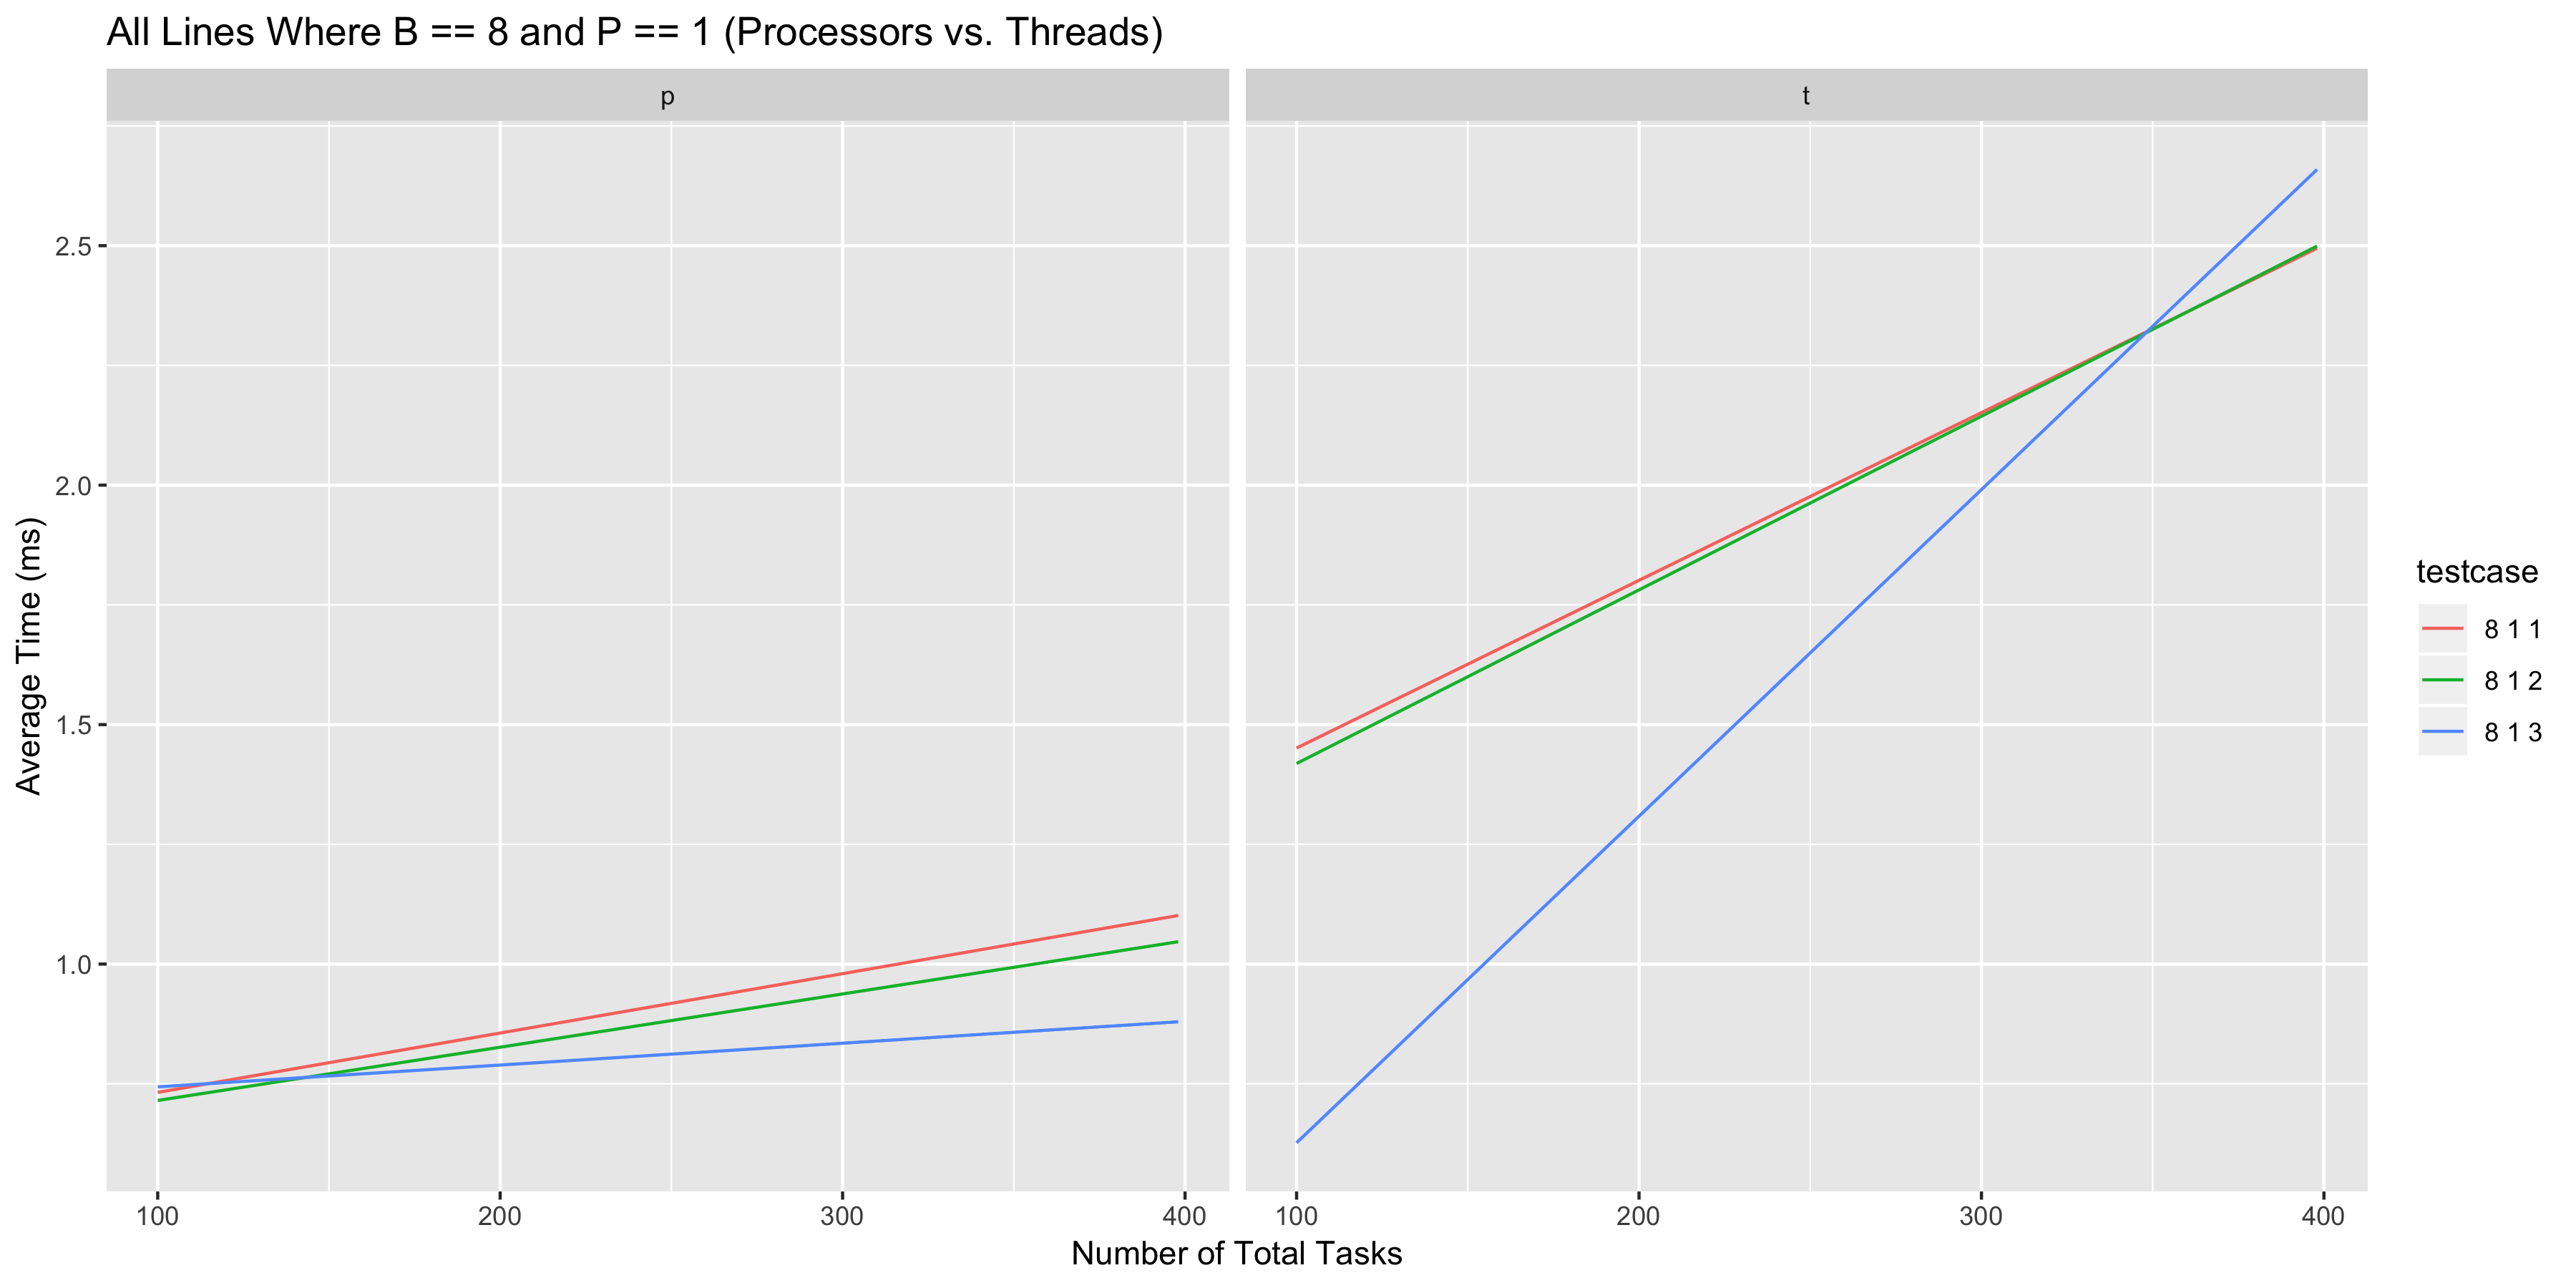 All Lines Where B == 8 and P == 1 (Processors vs. Threads)
p
t
Average Time (ms)
2.5
2.0
1.5
1.0
100
200
300
400
100
200
300
400
Number of Total Tasks
testcase
8 1 1
8 1 2
8 1 3